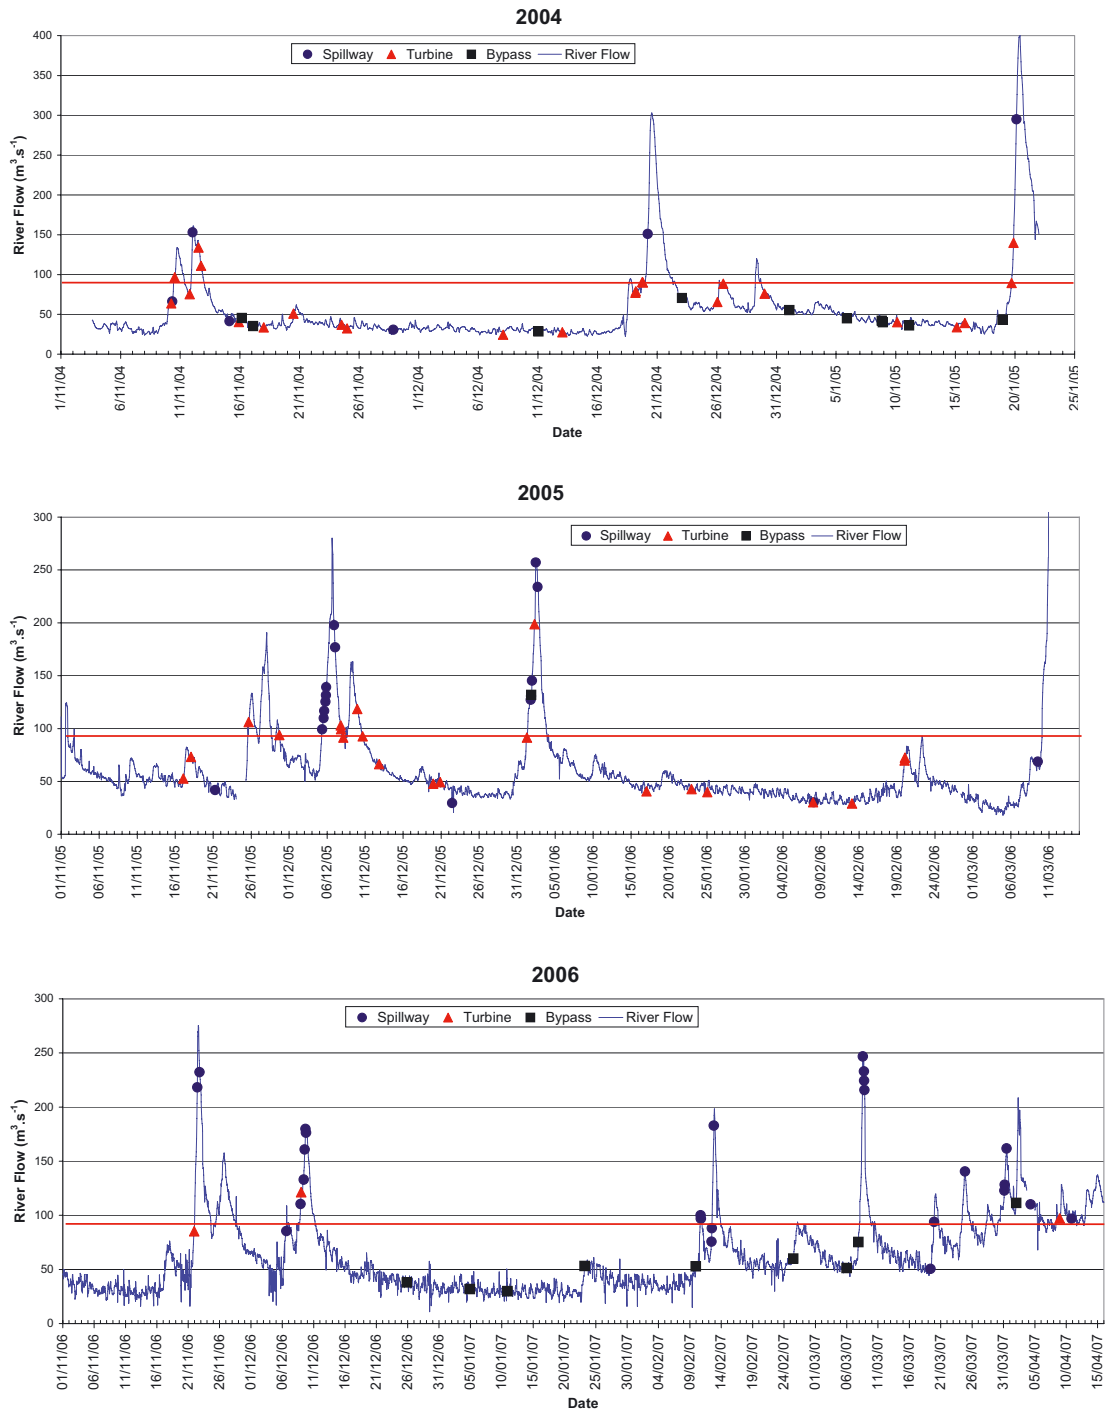 2004
Spillway Turbine Bypass River Flow
River Flow (m³.s⁻¹)
400
350
300
250
200
150
100
50
0
1/11/04 6/11/04 11/11/04 16/11/04 21/11/04 26/11/04 1/12/04 6/12/04 11/12/04 16/12/04 21/12/04 26/12/04 31/12/04 5/1/05 10/1/05 15/1/05 20/1/05 25/1/05
Date
2005
Spillway Turbine Bypass River Flow
River Flow (m³.s⁻¹)
300
250
200
150
100
50
0
01/11/05 06/11/05 11/11/05 16/11/05 21/11/05 26/11/05 01/12/05 06/12/05 11/12/05 16/12/05 21/12/05 26/12/05 31/12/05 05/01/06 10/01/06 15/01/06 20/01/06 25/01/06 30/01/06 04/02/06 09/02/06 14/02/06 19/02/06 24/02/06 01/03/06 06/03/06 11/03/06
Date
2006
Spillway Turbine Bypass River Flow
River Flow (m³.s⁻¹)
300
250
200
150
100
50
0
01/11/06 06/11/06 11/11/06 16/11/06 21/11/06 26/11/06 01/12/06 06/12/06 11/12/06 16/12/06 21/12/06 26/12/06 31/12/06 05/01/07 10/01/07 15/01/07 20/01/07 25/01/07 30/01/07 04/02/07 09/02/07 14/02/07 19/02/07 24/02/07 01/03/07 06/03/07 11/03/07 16/03/07 21/03/07 26/03/07 31/03/07 05/04/07 10/04/07 15/04/07
Date